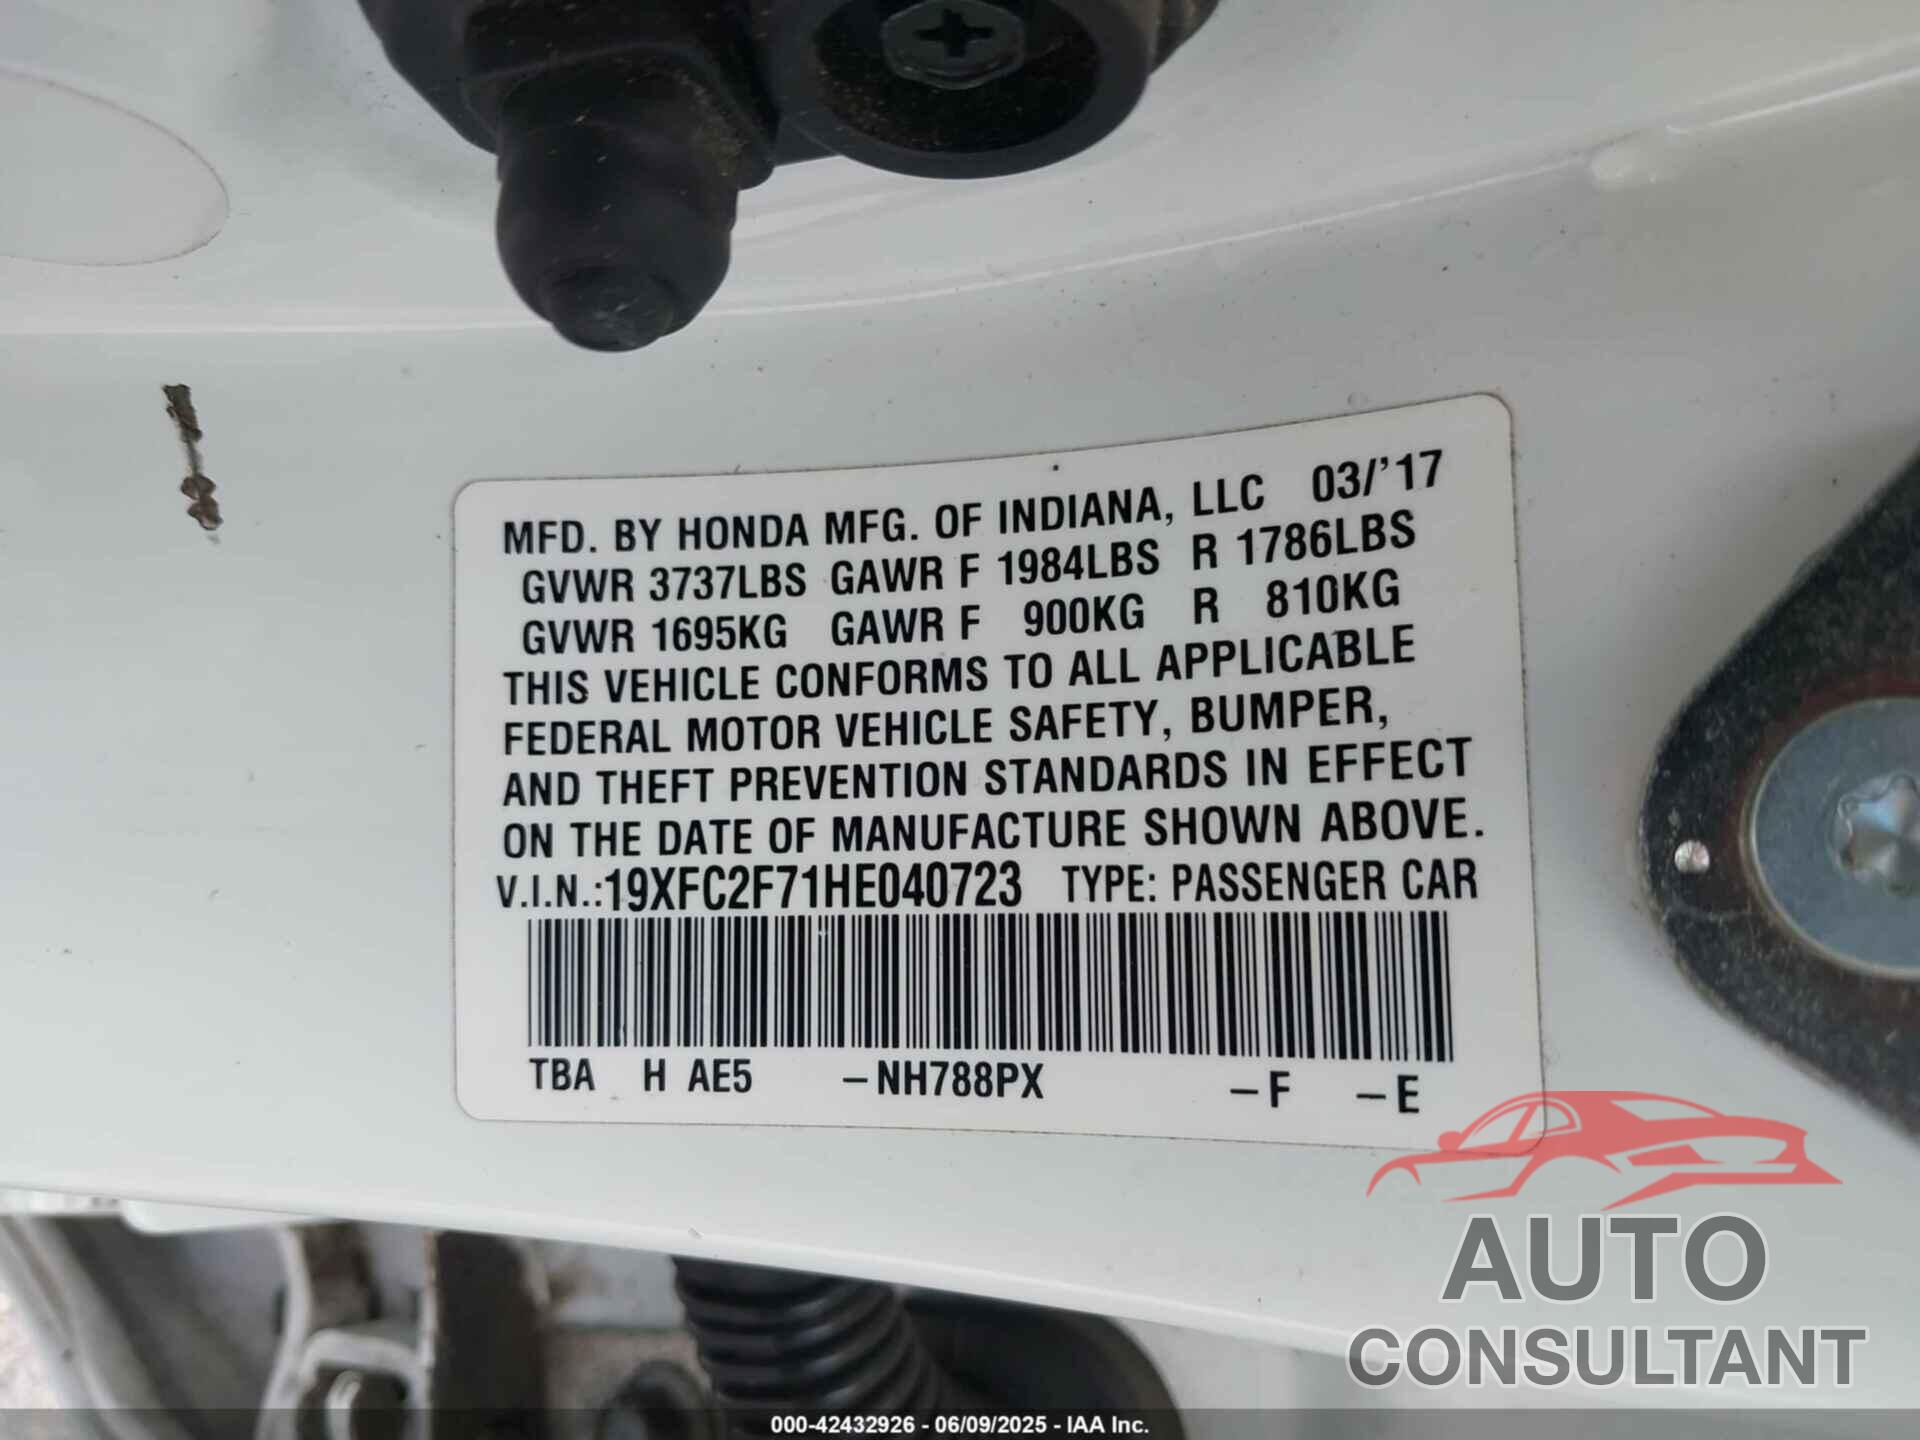 MFD. BY HONDA MFG. OF INDIANA, LLC 03/'17
GVWR 3737LBS GAWR F 1984LBS R 1786LBS
GVWR 1695KG GAWR F 900KG R 810KG
THIS VEHICLE CONFORMS TO ALL APPLICABLE
FEDERAL MOTOR VEHICLE SAFETY, BUMPER,
AND THEFT PREVENTION STANDARDS IN EFFECT
ON THE DATE OF MANUFACTURE SHOWN ABOVE.
V.I.N.:19XFC2F71HE040723 TYPE: PASSENGER CAR
TBA H AE5 –NH788PX –F –E
AUTO
CONSULTANT
000-42432926 - 06/09/2025 - IAA Inc.